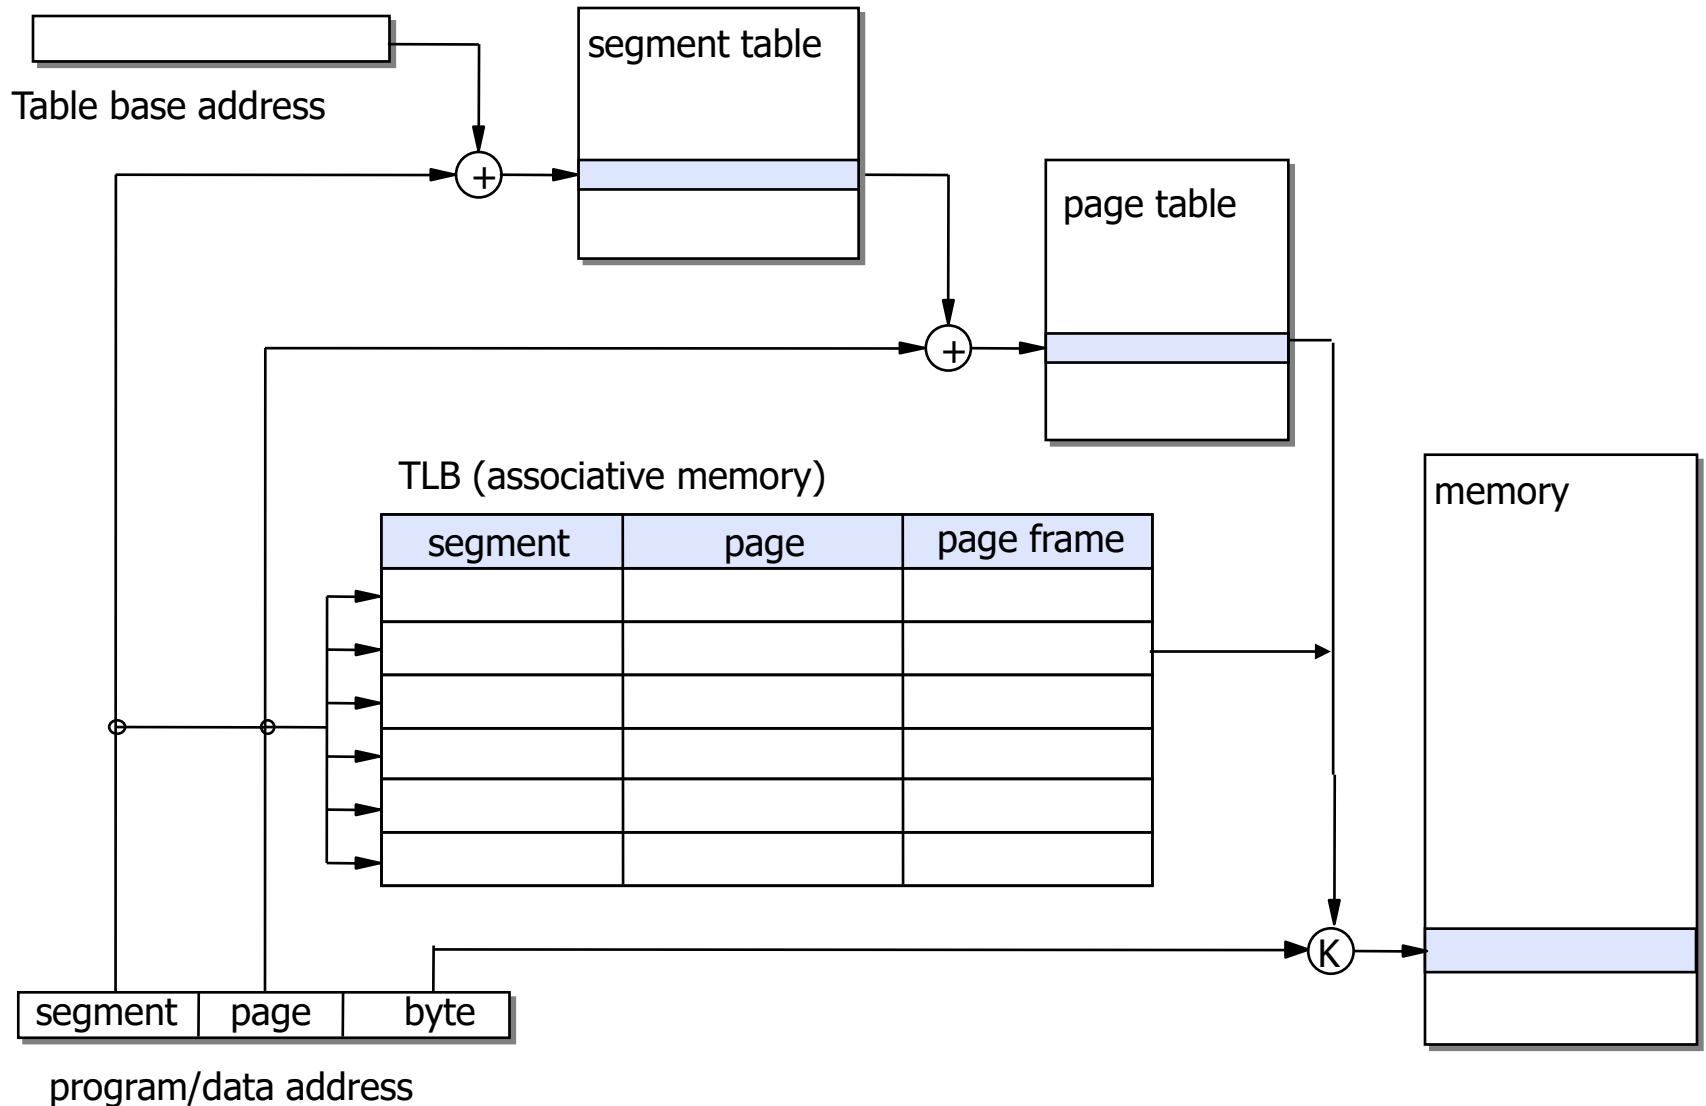 segment table
Table base address
+
page table
+
TLB (associative memory)
memory
segment page page frame
K
segment page byte
program/data address